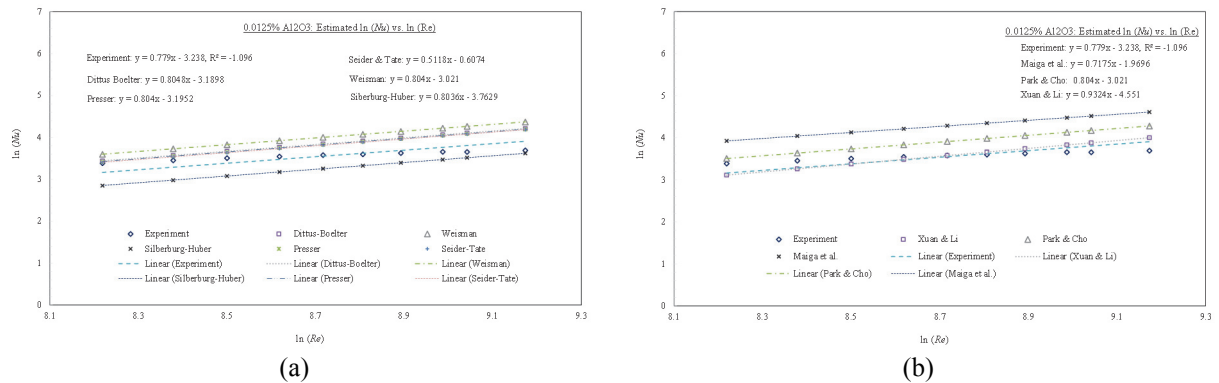 0.0125% Al2O3: Estimated ln (Nu) vs. ln (Re)
Experiment: y = 0.779x - 3.238, R² = -1.096
Dittus Boelter: y = 0.8048x - 3.1898
Presser: y = 0.804x - 3.1952
Seider & Tate: y = 0.5118x - 0.6074
Weisman: y = 0.804x - 3.021
Siberburg-Huber: y = 0.8036x - 3.7629
ln (Nu)
7
6
5
4
3
2
1
0
Experiment
Dittus-Boelter
Weisman
Silberburg-Huber
Presser
Seider-Tate
Linear (Experiment)
Linear (Dittus-Boelter)
Linear (Weisman)
Linear (Silberburg-Huber)
Linear (Presser)
Linear (Seider-Tate)
8.1 8.3 8.5 8.7 8.9 9.1 9.3
ln (Re)
(a)
0.0125% Al2O3: Estimated ln (Nu) vs. ln (Re)
Experiment: y = 0.779x - 3.238, R² = -1.096
Maiga et al.: y = 0.7175x - 1.9696
Park & Cho: 0.804x - 3.021
Xuan & Li: y = 0.9324x - 4.551
ln (Nu)
7
6
5
4
3
2
1
0
Experiment
Xuan & Li
Park & Cho
Maiga et al.
Linear (Experiment)
Linear (Xuan & Li)
Linear (Park & Cho)
Linear (Maiga et al.)
8.1 8.3 8.5 8.7 8.9 9.1 9.3
ln (Re)
(b)